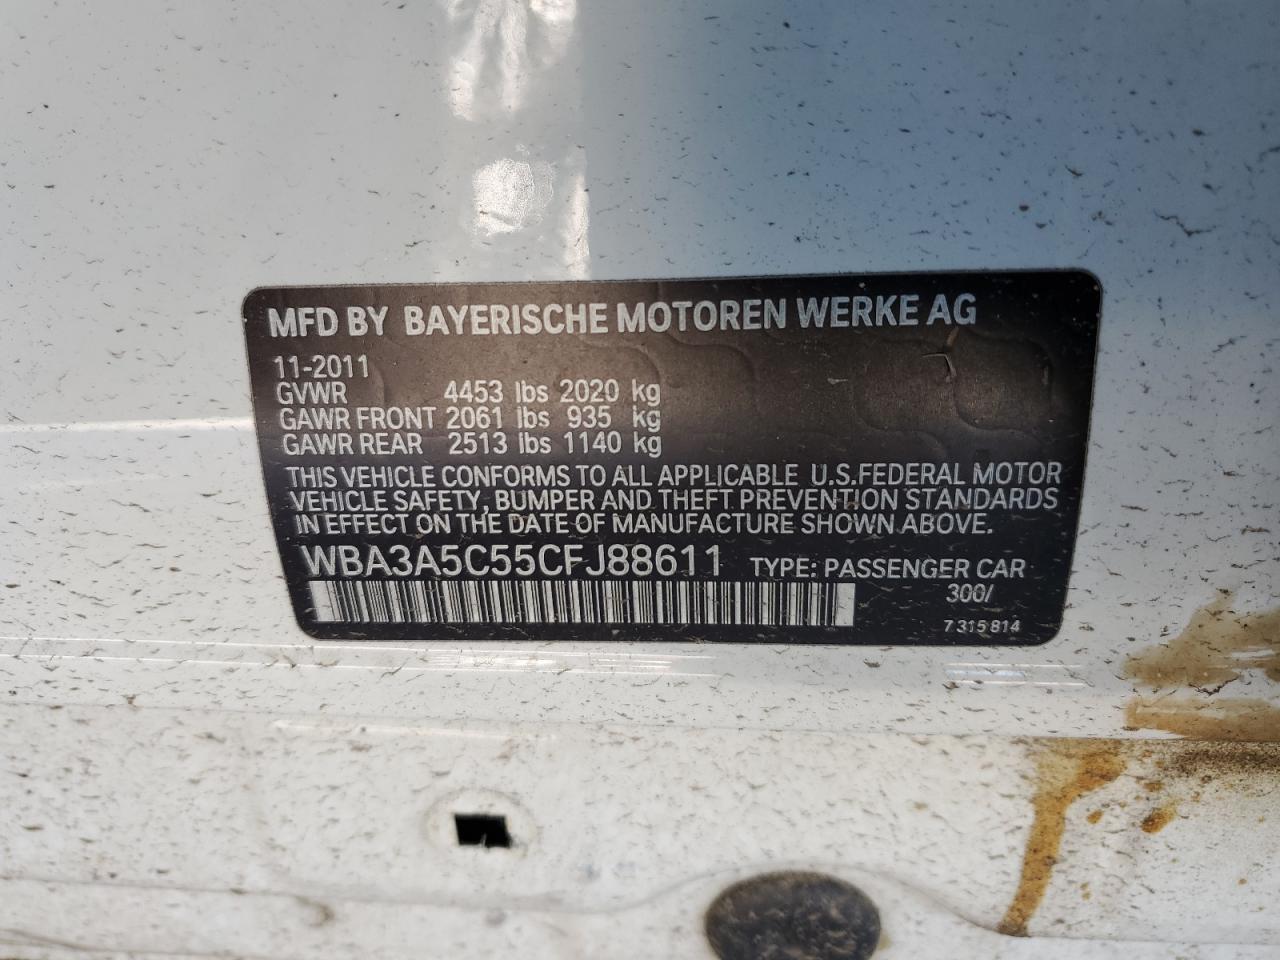 MFD BY BAYERISCHE MOTOREN WERKE AG
11-2011
GVWR 4453 lbs 2020 kg
GAWR FRONT 2061 lbs 935 kg
GAWR REAR 2513 lbs 1140 kg
THIS VEHICLE CONFORMS TO ALL APPLICABLE U.S.FEDERAL MOTOR
VEHICLE SAFETY, BUMPER AND THEFT PREVENTION STANDARDS
IN EFFECT ON THE DATE OF MANUFACTURE SHOWN ABOVE.
WBA3A5C55CFJ88611 TYPE: PASSENGER CAR
300/
7 315 814